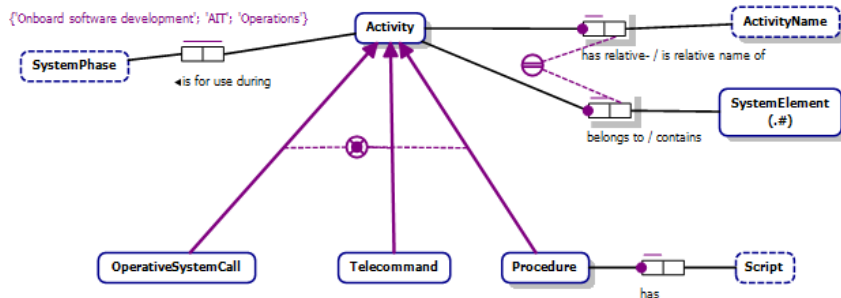 {'Onboard software development'; 'AIT'; 'Operations'}
Activity
ActivityName
SystemPhase
has relative- / is relative name of
◂is for use during
SystemElement
(.#)
belongs to / contains
OperativeSystemCall
Telecommand
Procedure
Script
has